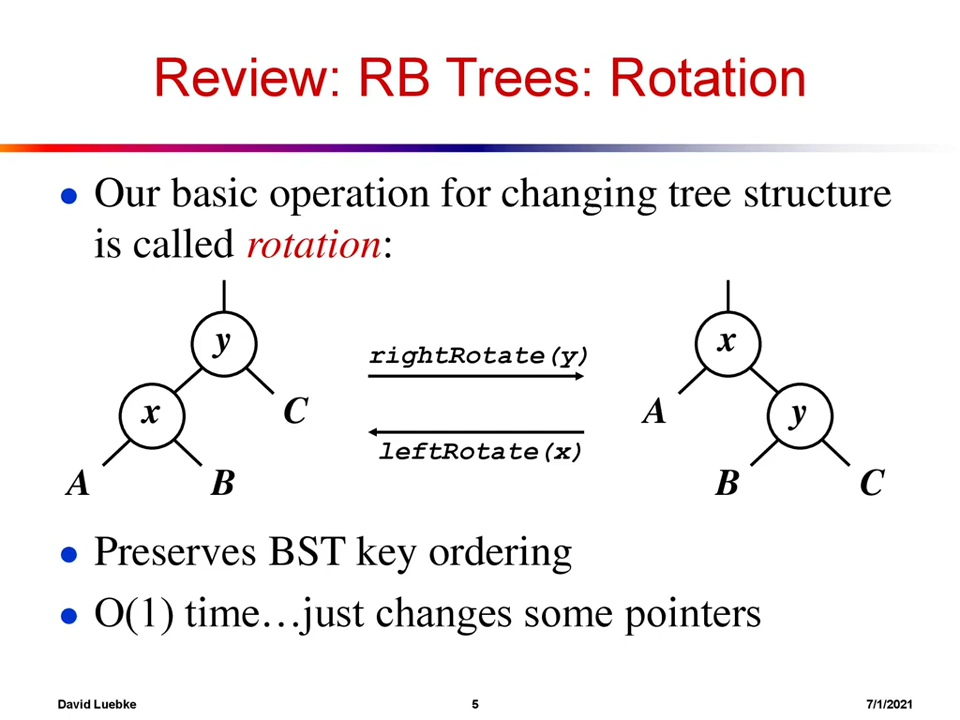 Review: RB Trees: Rotation
● Our basic operation for changing tree structure
is called rotation:
y
rightRotate(y)
x
x
C
A
y
leftRotate(x)
A
B
B
C
● Preserves BST key ordering
● O(1) time…just changes some pointers
David Luebke
5
7/1/2021